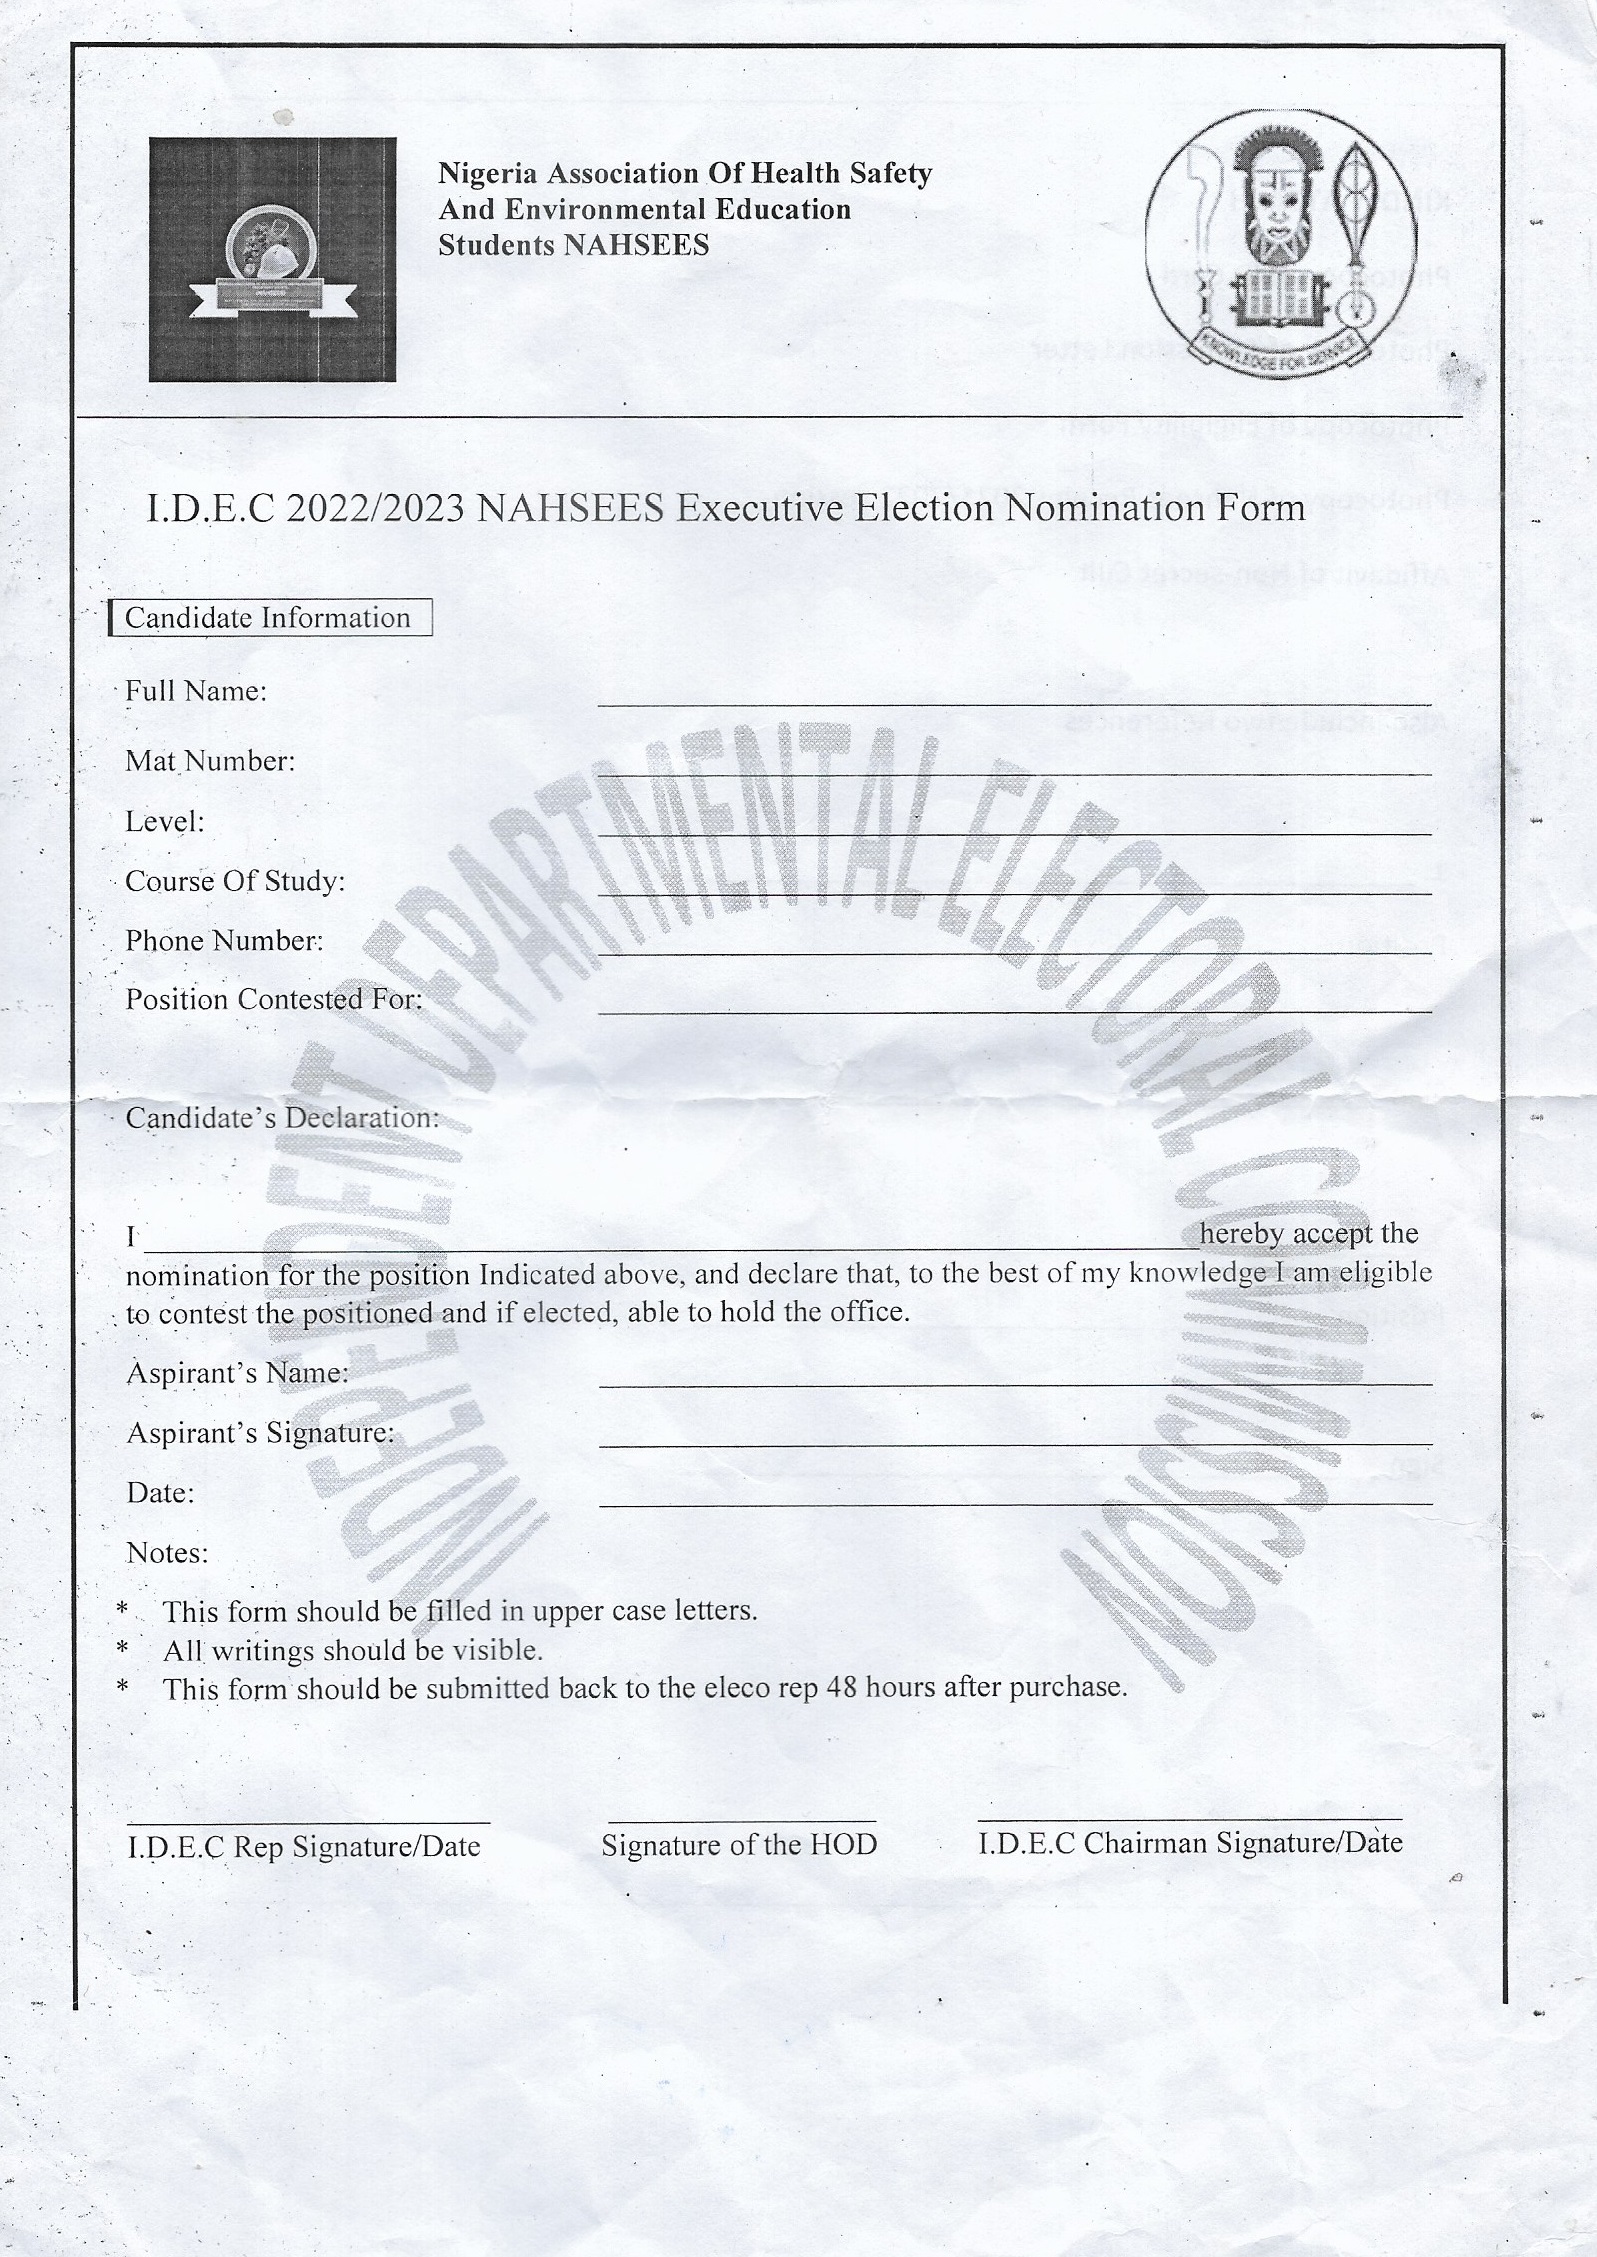 Nigeria Association Of Health Safety
And Environmental Education
Students NAHSEES
KNOWLEDGE FOR SERVICE
I.D.E.C 2022/2023 NAHSEES Executive Election Nomination Form
Candidate Information
Full Name:
Mat Number:
Level:
Course Of Study:
Phone Number:
Position Contested For:
INDEPENDENT DEPARTMENTAL ELECTORAL COMMISSION
Candidate's Declaration:
I hereby accept the
nomination for the position Indicated above, and declare that, to the best of my knowledge I am eligible
to contest the positioned and if elected, able to hold the office.
Aspirant's Name:
Aspirant's Signature:
Date:
Notes:
* This form should be filled in upper case letters.
* All writings should be visible.
* This form should be submitted back to the eleco rep 48 hours after purchase.
I.D.E.C Rep Signature/Date
Signature of the HOD
I.D.E.C Chairman Signature/Date